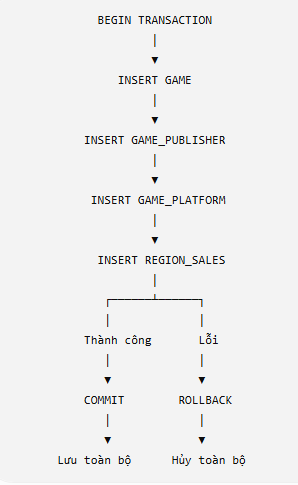 BEGIN TRANSACTION
INSERT GAME
INSERT GAME_PUBLISHER
INSERT GAME_PLATFORM
INSERT REGION_SALES
Thành công Lỗi
COMMIT ROLLBACK
Lưu toàn bộ Hủy toàn bộ